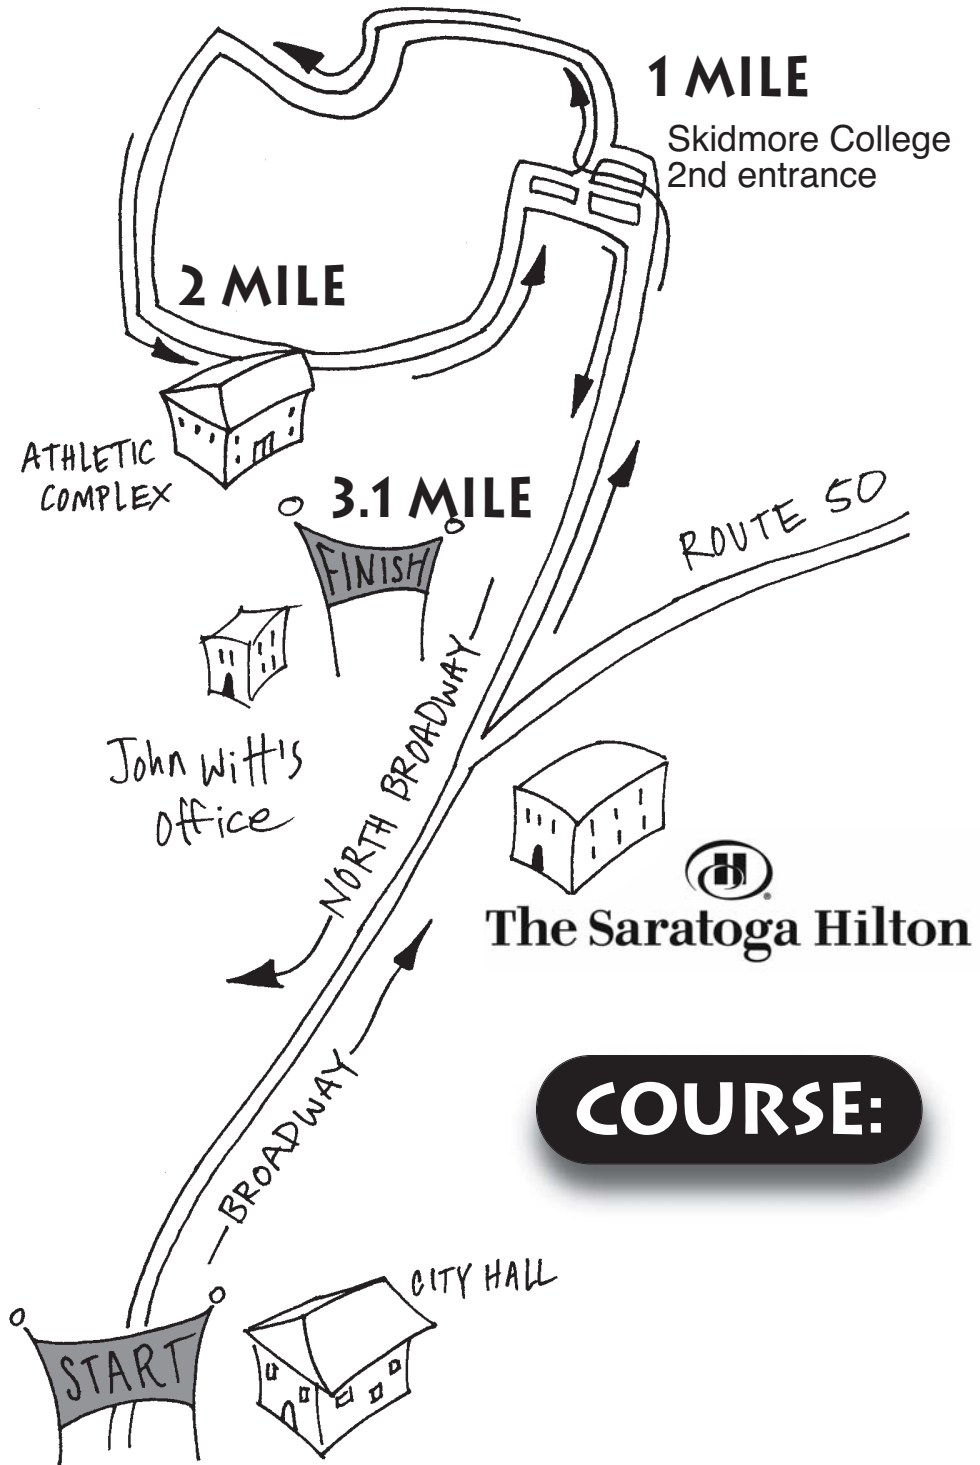 1 MILE
Skidmore College
2nd entrance
2 MILE
ATHLETIC
COMPLEX
3.1 MILE
FINISH
ROUTE 50
NORTH BROADWAY
John Witt's
office
H
The Saratoga Hilton
®
COURSE:
BROADWAY
CITY HALL
START